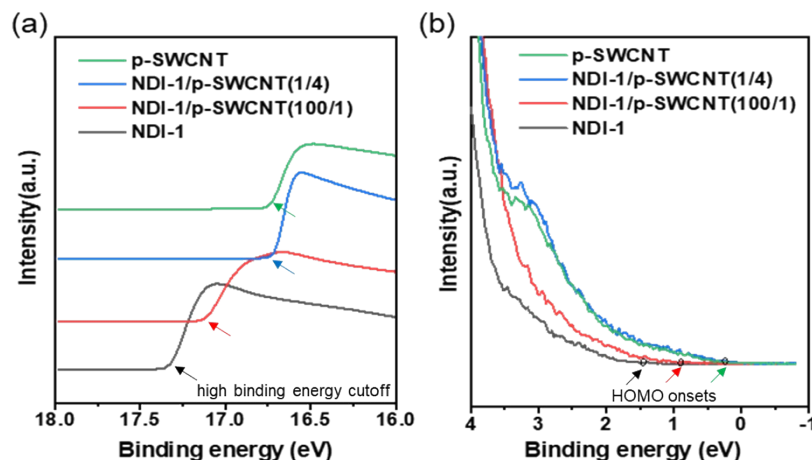 (a)
p-SWCNT
NDI-1/p-SWCNT(1/4)
NDI-1/p-SWCNT(100/1)
NDI-1
Intensity(a.u.)
high binding energy cutoff
18.0 17.5 17.0 16.5 16.0
Binding energy (eV)
(b)
p-SWCNT
NDI-1/p-SWCNT(1/4)
NDI-1/p-SWCNT(100/1)
NDI-1
Intensity(a.u.)
HOMO onsets
4 3 2 1 0 -1
Binding energy (eV)